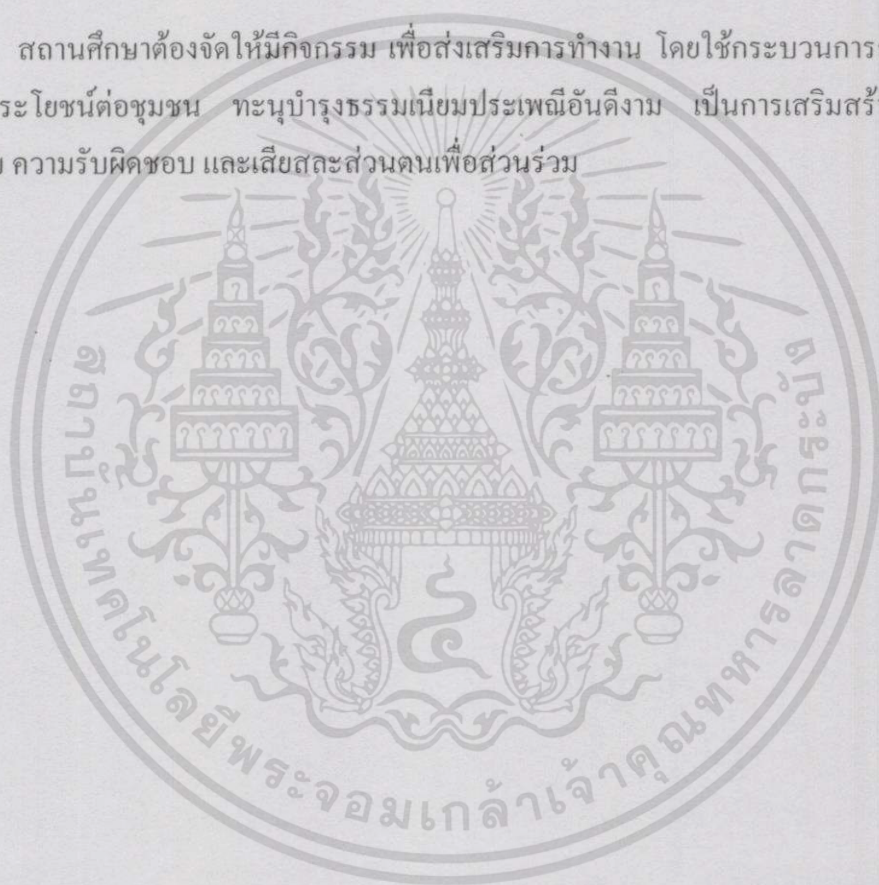 สถานศึกษาต้องจัดให้มีกิจกรรม เพื่อส่งเสริมการทำงาน โดยใช้กระบวนการ
ระโยชน์ต่อชุมชน ทะนุบำรุงธรรมเนียมประเพณีอันดีงาม เป็นการเสริมสร้
ความรับผิดชอบ และเสียสละส่วนตนเพื่อส่วนร่วม
สถาบันเทคโนโลยีพระจอมเกล้าเจ้าคุณทหารลาดกระบัง
๔